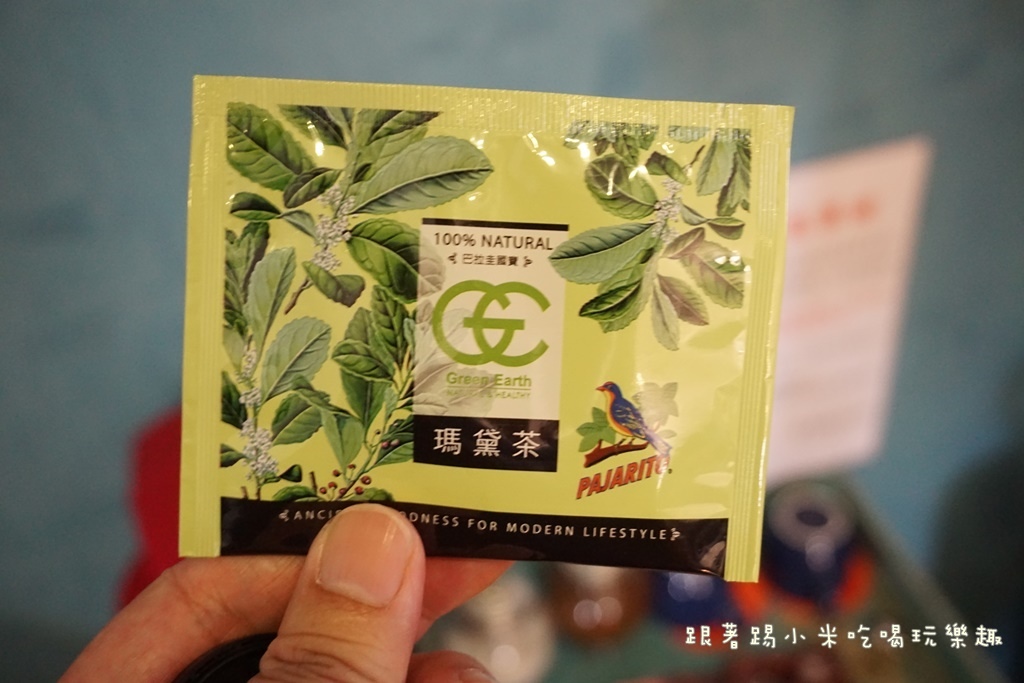 100% NATURAL
巴拉圭國寶
GE
Green Earth
瑪黛茶
PAJARITO
FOR MODERN LIFESTYLE
跟著踢小米吃喝玩樂趣